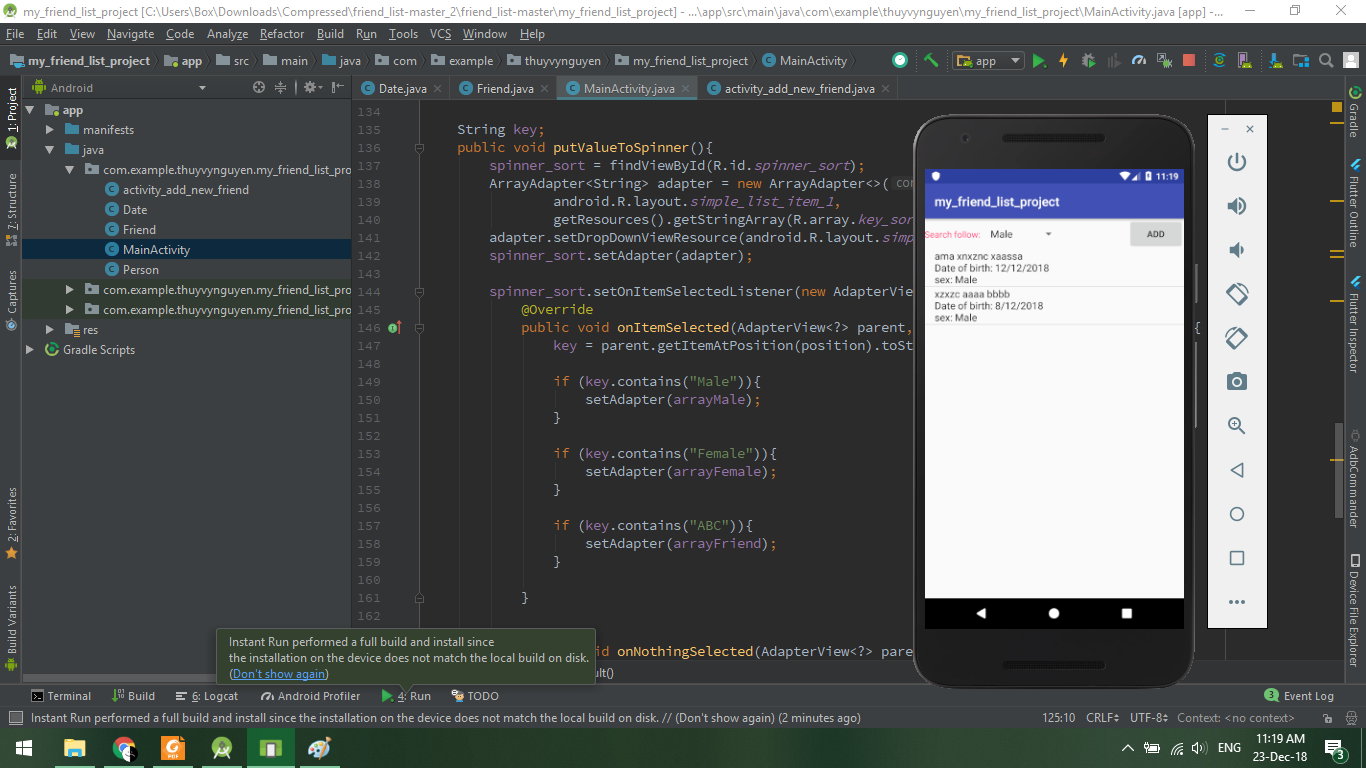 my_friend_list_project [C:\Users\Box\Downloads\Compressed\friend_list-master_2\friend_list-master\my_friend_list_project] - ...\app\src\main\java\com\example\thuyvynguyen\my_friend_list_project\MainActivity.java [app] - ...
File Edit View Navigate Code Analyze Refactor Build Run Tools VCS Window Help
my_friend_list_project app src main java com example thuyvynguyen my_friend_list_project MainActivity app
1: Project
7: Structure
Captures
2: Favorites
Build Variants
Android
app
manifests
java
com.example.thuyvynguyen.my_friend_list_pro
activity_add_new_friend
Date
Friend
MainActivity
Person
com.example.thuyvynguyen.my_friend_list_pro
com.example.thuyvynguyen.my_friend_list_pro
res
Gradle Scripts
Date.java Friend.java MainActivity.java activity_add_new_friend.java
134
135 String key;
136 public void putValueToSpinner(){
137 spinner_sort = findViewById(R.id.spinner_sort);
138 ArrayAdapter<String> adapter = new ArrayAdapter<>( con
139 android.R.layout.simple_list_item_1,
140 getResources().getStringArray(R.array.key_sor
141 adapter.setDropDownViewResource(android.R.layout.simp
142 spinner_sort.setAdapter(adapter);
143
144 spinner_sort.setOnItemSelectedListener(new AdapterView
145 @Override
146 public void onItemSelected(AdapterView<?> parent, {
147 key = parent.getItemAtPosition(position).toSt
148
149 if (key.contains("Male")){
150 setAdapter(arrayMale);
151 }
152
153 if (key.contains("Female")){
154 setAdapter(arrayFemale);
155 }
156
157 if (key.contains("ABC")){
158 setAdapter(arrayFriend);
159 }
160
161 }
162
d onNothingSelected(AdapterView<?> pare
ult()
11:19
my_friend_list_project
Search follow: Male ADD
ama xnxznc xaassa
Date of birth: 12/12/2018
sex: Male
xzxzc aaaa bbbb
Date of birth: 8/12/2018
sex: Male
Gradle
Flutter Outline
Flutter Inspector
AdbCommander
Device File Explorer
Instant Run performed a full build and install since
the installation on the device does not match the local build on disk.
(Don't show again)
Terminal Build 6: Logcat Android Profiler 4: Run TODO 3 Event Log
Instant Run performed a full build and install since the installation on the device does not match the local build on disk. // (Don't show again) (2 minutes ago) 125:10 CRLF UTF-8 Context: <no context>
ENG 11:19 AM
23-Dec-18 3